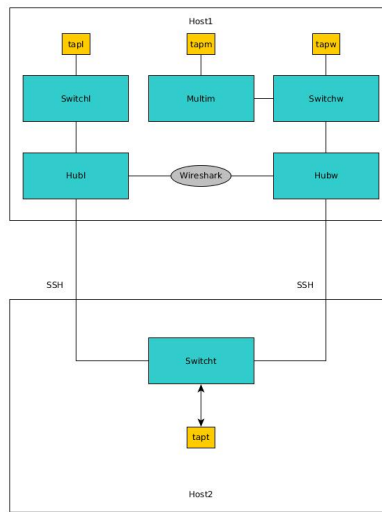 Host1
tapl
tapm
tapw
Switchl
Multim
Switchw
Hubl
Wireshark
Hubw
SSH
SSH
Switcht
tapt
Host2